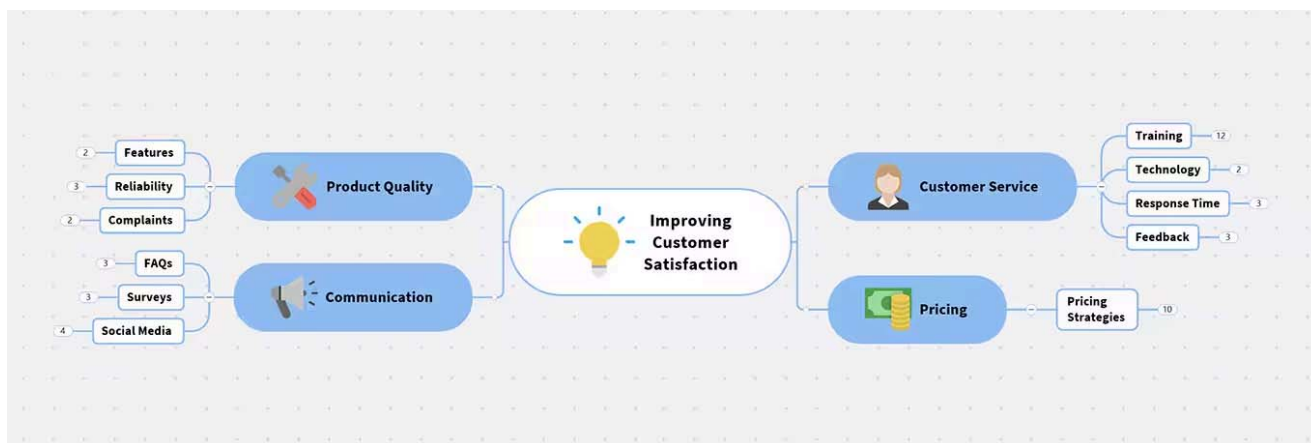 Improving
Customer
Satisfaction
Product Quality
2 Features
3 Reliability
2 Complaints
Communication
3 FAQs
3 Surveys
4 Social Media
Customer Service
Training 12
Technology 2
Response Time 3
Feedback 3
Pricing
Pricing
Strategies 10